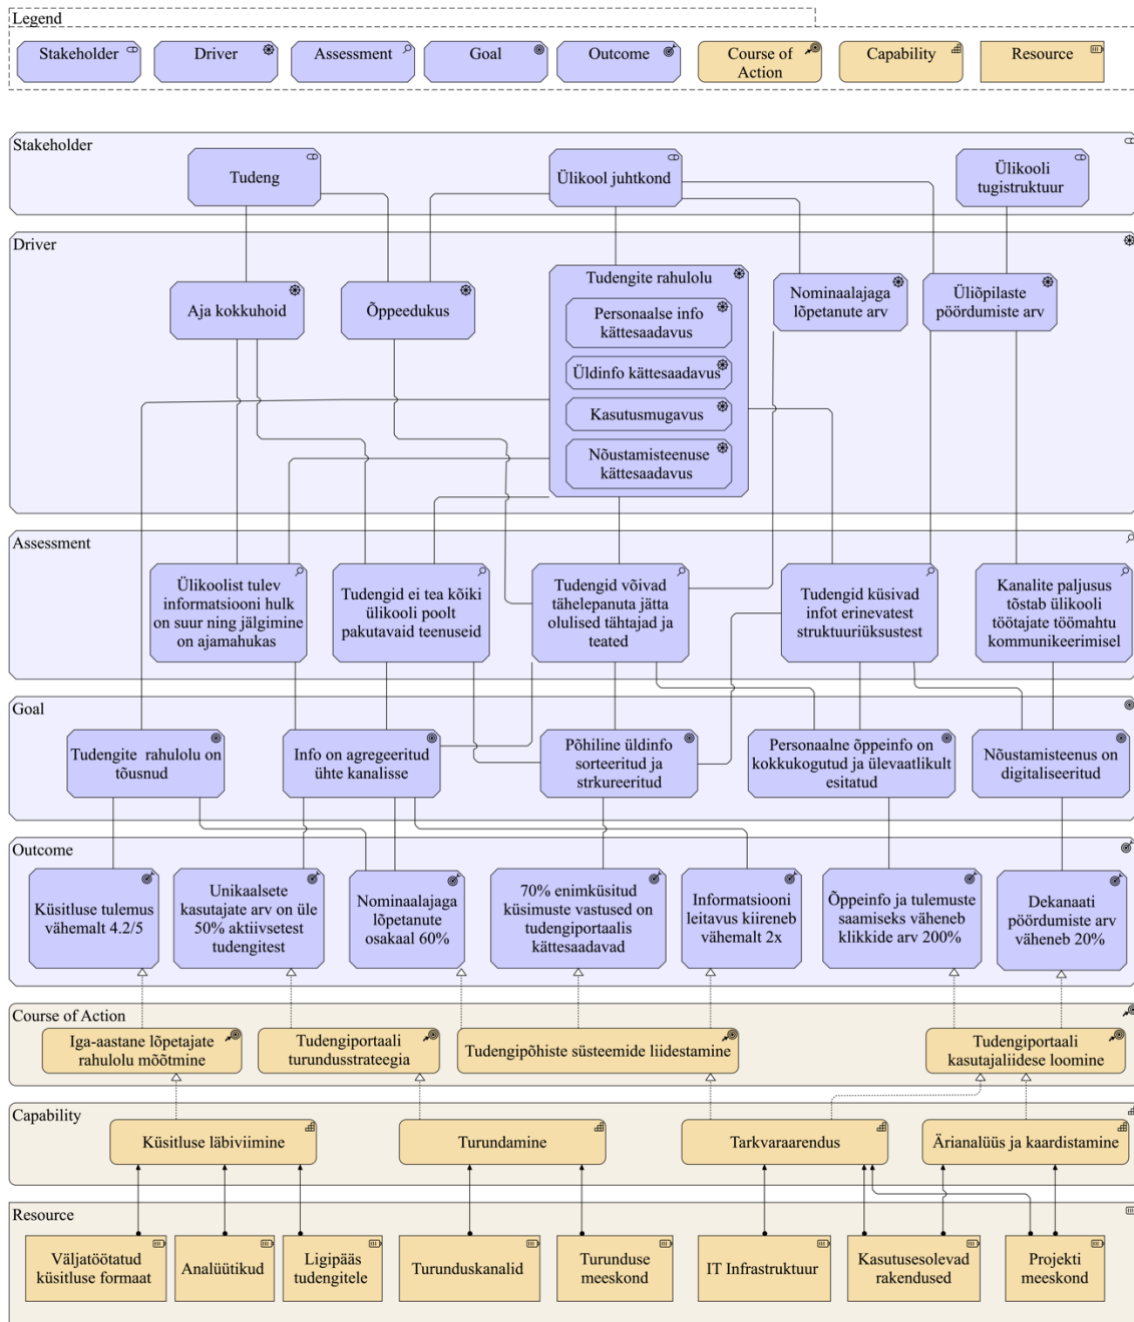 Legend
Stakeholder
Driver
Assessment
Goal
Outcome
Course of
Action
Capability
Resource
Stakeholder
Tudeng
Ülikool juhtkond
Ülikooli
tugistruktuur
Driver
Aja kokkuhoid
Õppeedukus
Tudengite rahulolu
Personaalse info
kättesaadavus
Üldinfo kättesaadavus
Kasutusmugavus
Nõustamisteenuse
kättesaadavus
Nominaalajaga
lõpetanute arv
Üliõpilaste
pöördumiste arv
Assessment
Ülikoolist tulev
informatsiooni hulk
on suur ning jälgimine
on ajamahukas
Tudengid ei tea kõiki
ülikooli poolt
pakutavaid teenuseid
Tudengid võivad
tähelepanuta jätta
olulised tähtajad ja
teated
Tudengid küsivad
infot erinevatest
struktuuriüksustest
Kanalite paljusus
tõstab ülikooli
töötajate töömahtu
kommunikeerimisel
Goal
Tudengite rahulolu on
tõusnud
Info on agregeeritud
ühte kanalisse
Põhiline üldinfo
sorteeritud ja
strkureeritud
Personaalne õppeinfo on
kokkukogutud ja ülevaatlikult
esitatud
Nõustamisteenus on
digitaliseeritud
Outcome
Küsitluse tulemus
vähemalt 4.2/5
Unikaalsete
kasutajate arv on üle
50% aktiivsetest
tudengitest
Nominaalajaga
lõpetanute
osakaal 60%
70% enimküsitud
küsimuste vastused on
tudengiportaalis
kättesaadavad
Informatsiooni
leitavus kiireneb
vähemalt 2x
Õppeinfo ja tulemuste
saamiseks väheneb
klikkide arv 200%
Dekanaati
pöördumiste arv
väheneb 20%
Course of Action
Iga-aastane lõpetajate
rahulolu mõõtmine
Tudengiportaali
turundusstrateegia
Tudengipõhiste süsteemide liidestamine
Tudengiportaali
kasutajaliidese loomine
Capability
Küsitluse läbiviimine
Turundamine
Tarkvaraarendus
Ärianalüüs ja kaardistamine
Resource
Väljatöötatud
küsitluse formaat
Analüütikud
Ligipääs
tudengitele
Turunduskanalid
Turunduse
meeskond
IT Infrastruktuur
Kasutusesolevad
rakendused
Projekti
meeskond